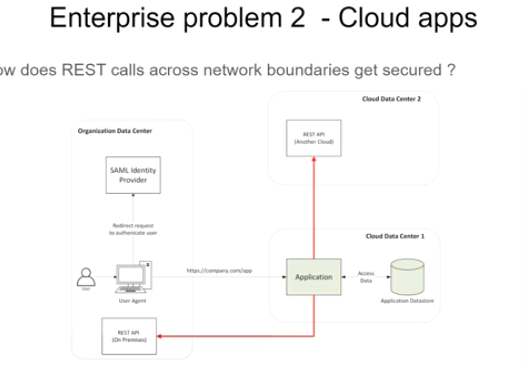 Enterprise problem 2 - Cloud apps
ow does REST calls across network boundaries get secured ?
Cloud Data Center 2
REST API
(Another Cloud)
Organization Data Center
SAML Identity
Provider
Redirect request
to authenicate user
User
User Agent
https://company.com/app
Cloud Data Center 1
Application
Access
Data
Application Datastore
REST API
(On Premises)